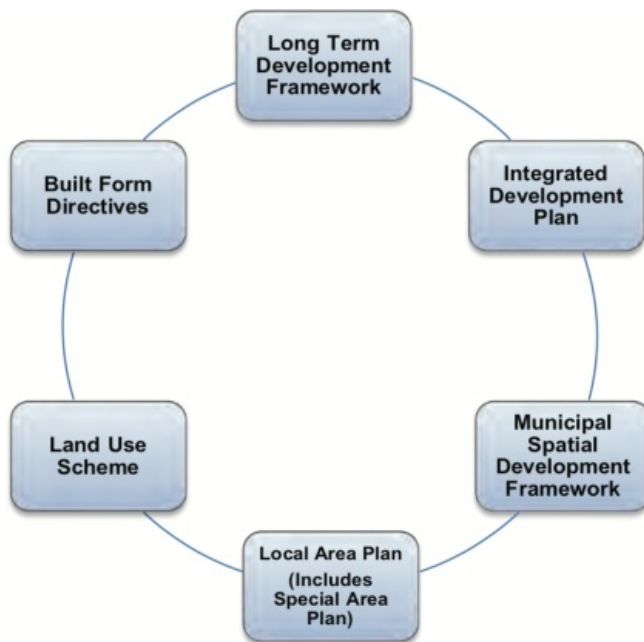 Long Term
Development
Framework
Integrated
Development
Plan
Municipal
Spatial
Development
Framework
Local Area Plan
(Includes
Special Area
Plan)
Land Use
Scheme
Built Form
Directives